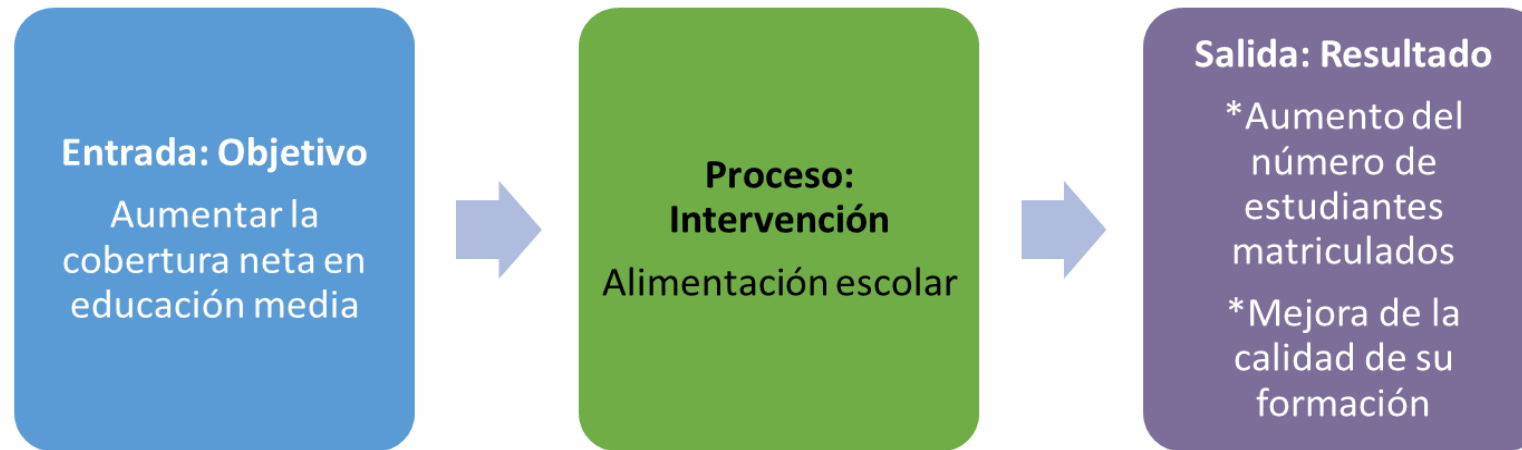 Entrada: Objetivo
Aumentar la
cobertura neta en
educación media
Proceso:
Intervención
Alimentación escolar
Salida: Resultado
*Aumento del
número de
estudiantes
matriculados
*Mejora de la
calidad de su
formación